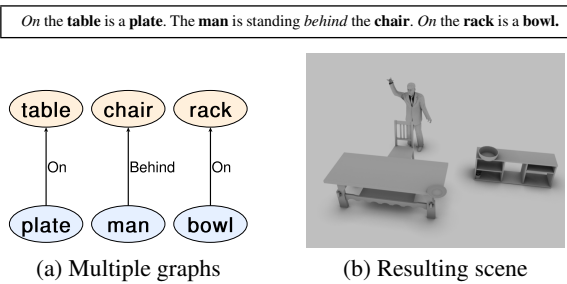 On the table is a plate. The man is standing behind the chair. On the rack is a bowl.
table chair rack
On Behind On
plate man bowl
(a) Multiple graphs (b) Resulting scene